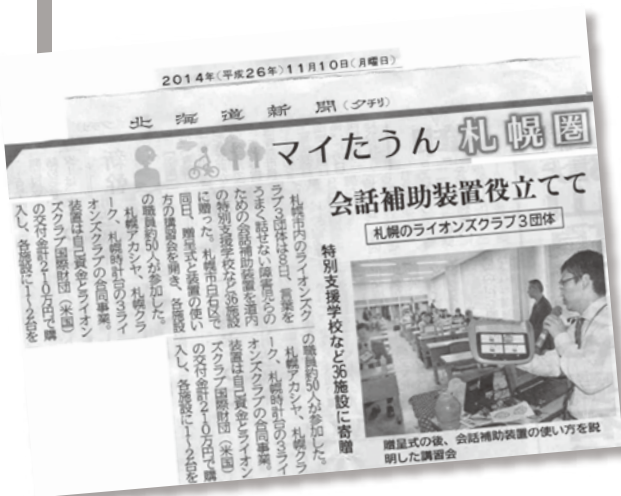 2014年(平成26年)11月10日(月曜日)
北海道新聞(夕刊)
マイたうん 札幌圏
会話補助装置役立てて
札幌のライオンズクラブ3団体
特別支援学校など36施設に寄贈
札幌市内のライオンズク
ラブ3団体は8日、言葉を
うまく話せない障害児らの
ための会話補助装置を道内
の特別支援学校など36施設
に贈った。札幌市白石区で
同日、贈呈式と装置の使い
方の講習会を開き、各施設
の職員約50人が参加した。
札幌アカシヤ、札幌クラ
ーク、札幌時計台の3ライ
オンズクラブの合同事業。
装置は自己資金とライオン
ズクラブ国際財団(米国)
の交付金計210万円で購
入し、各施設に1〜2台を
の職員約50人が参加した。
札幌アカシヤ、札幌クラ
ーク、札幌時計台の3ライ
オンズクラブの合同事業。
装置は自己資金とライオン
ズクラブ国際財団(米国)
の交付金計210万円で購
入し、各施設に1〜2台を
贈呈式の後、会話補助装置の使い方を説
明した講習会